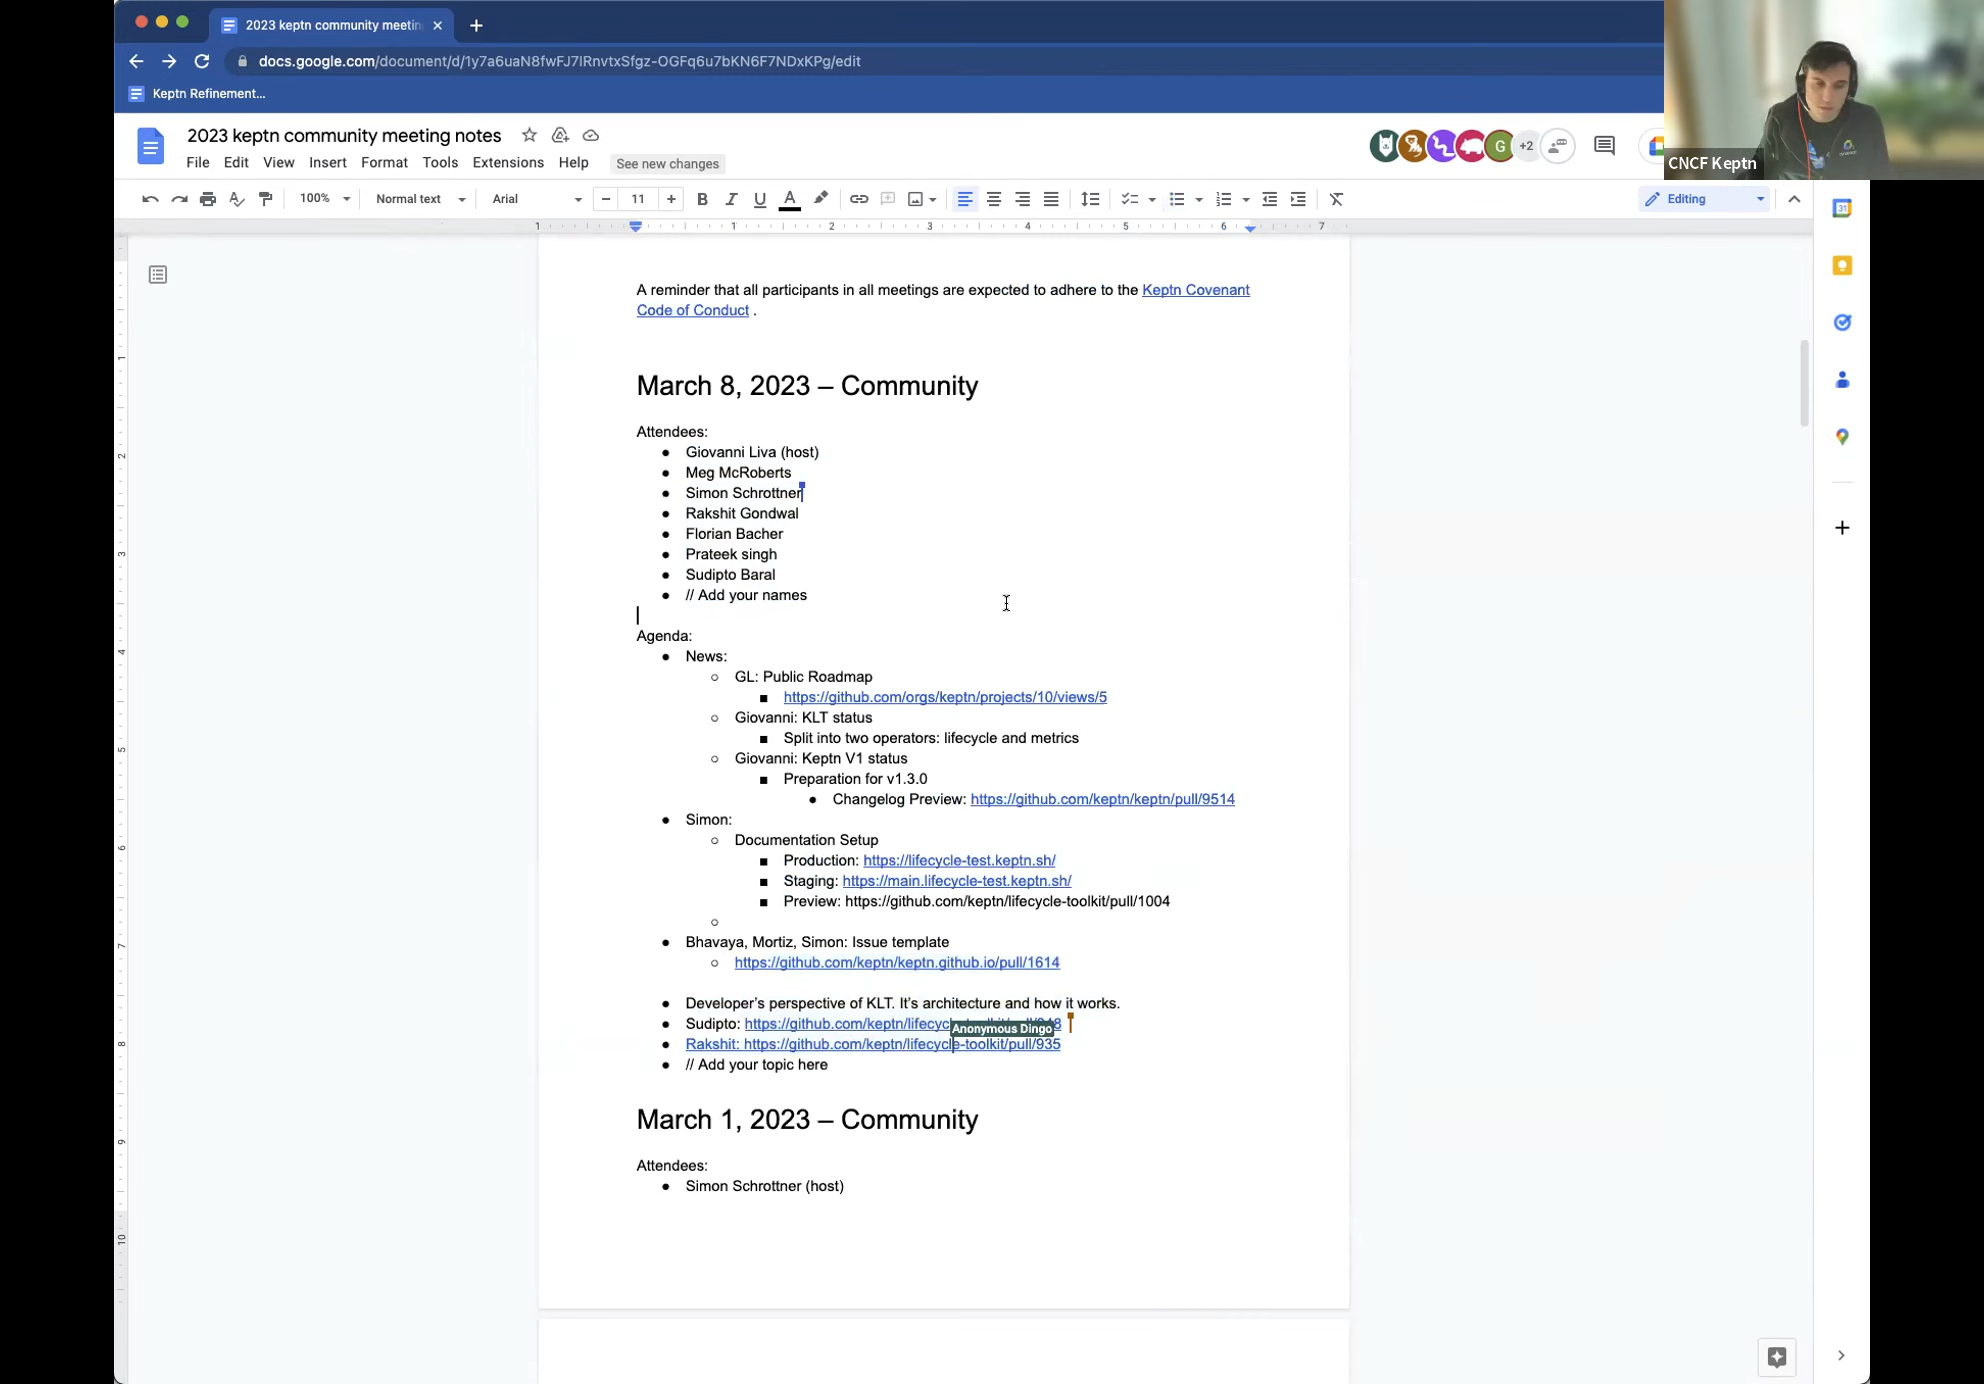 2023 keptn community meetin
docs.google.com/document/d/1y7a6uaN8fwFJ7lRnvtxSfgz-OGFq6u7bKN6F7NDxKPg/edit
Keptn Refinement...
CNCF Keptn
2023 keptn community meeting notes
File Edit View Insert Format Tools Extensions Help See new changes
G +2
100% Normal text Arial 11 Editing
1 1 2 3 4 5 6 7
A reminder that all participants in all meetings are expected to adhere to the Keptn Covenant
Code of Conduct .
March 8, 2023 – Community
Attendees:
● Giovanni Liva (host)
● Meg McRoberts
● Simon Schrottner
● Rakshit Gondwal
● Florian Bacher
● Prateek singh
● Sudipto Baral
● // Add your names
Agenda:
● News:
○ GL: Public Roadmap
■ https://github.com/orgs/keptn/projects/10/views/5
○ Giovanni: KLT status
■ Split into two operators: lifecycle and metrics
○ Giovanni: Keptn V1 status
■ Preparation for v1.3.0
● Changelog Preview: https://github.com/keptn/keptn/pull/9514
● Simon:
○ Documentation Setup
■ Production: https://lifecycle-test.keptn.sh/
■ Staging: https://main.lifecycle-test.keptn.sh/
■ Preview: https://github.com/keptn/lifecycle-toolkit/pull/1004
○
● Bhavaya, Mortiz, Simon: Issue template
○ https://github.com/keptn/keptn.github.io/pull/1614
● Developer's perspective of KLT. It's architecture and how it works.
● Sudipto: https://github.com/keptn/lifecyc
Anonymous Dingo
● Rakshit: https://github.com/keptn/lifecycle-toolkit/pull/935
● // Add your topic here
March 1, 2023 – Community
Attendees:
● Simon Schrottner (host)